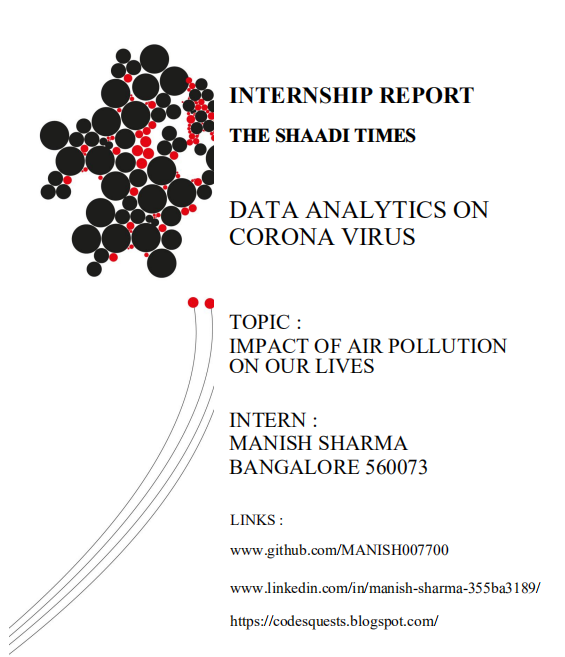 INTERNSHIP REPORT
THE SHAADI TIMES
DATA ANALYTICS ON
CORONA VIRUS
TOPIC :
IMPACT OF AIR POLLUTION
ON OUR LIVES
INTERN :
MANISH SHARMA
BANGALORE 560073
LINKS :
www.github.com/MANISH007700
www.linkedin.com/in/manish-sharma-355ba3189/
https://codesquests.blogspot.com/